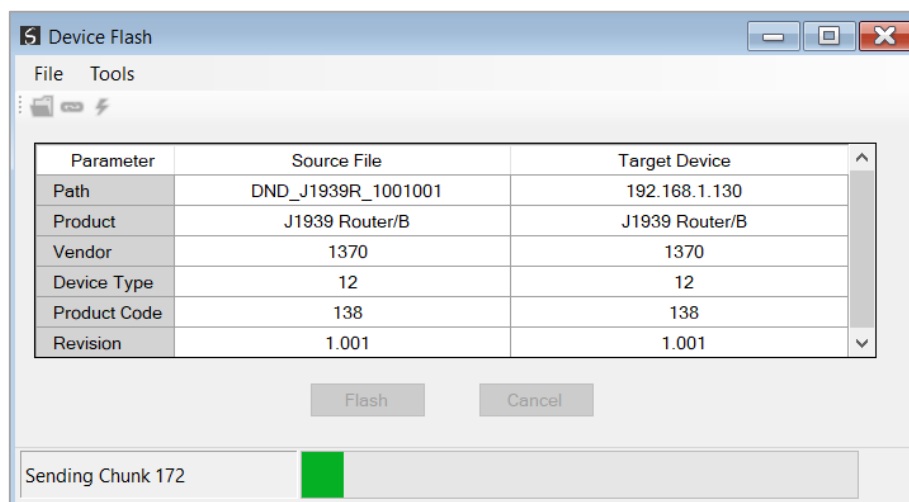 Device Flash
File Tools
Parameter Source File Target Device
Path DND_J1939R_1001001 192.168.1.130
Product J1939 Router/B J1939 Router/B
Vendor 1370 1370
Device Type 12 12
Product Code 138 138
Revision 1.001 1.001
Flash Cancel
Sending Chunk 172